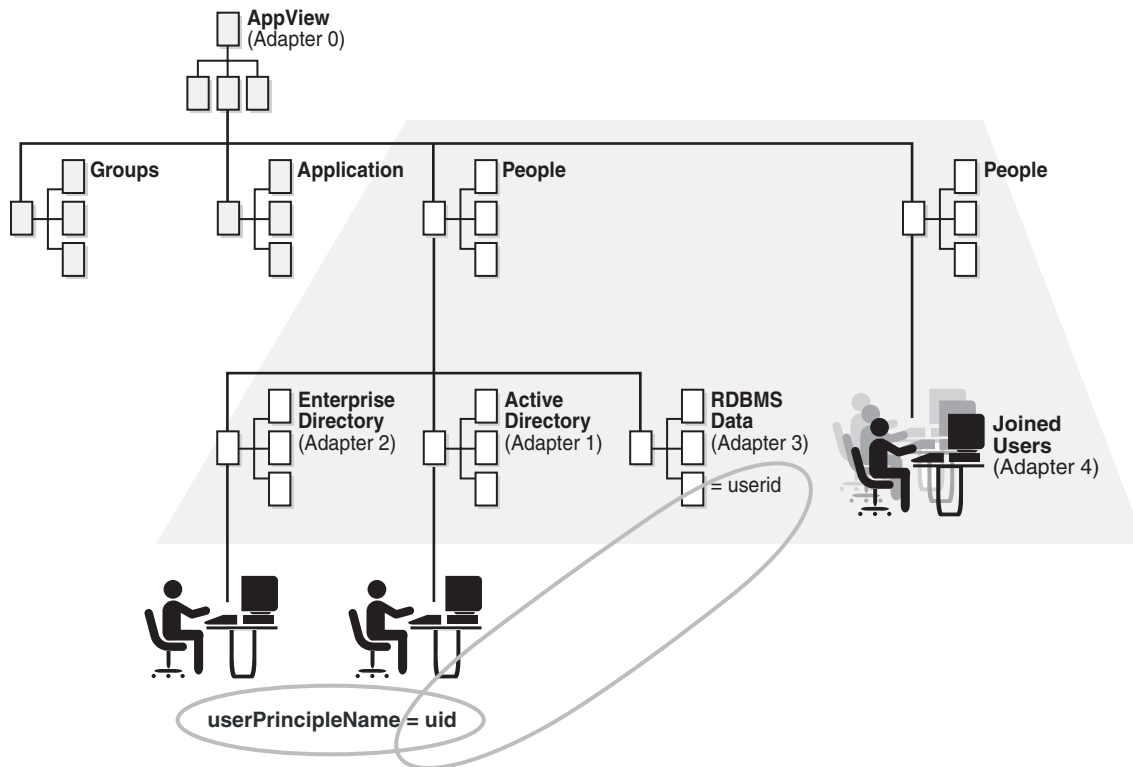 AppView
(Adapter 0)
Groups
Application
People
People
Enterprise
Directory
(Adapter 2)
Active
Directory
(Adapter 1)
RDBMS
Data
(Adapter 3)
= userid
Joined
Users
(Adapter 4)
userPrincipleName = uid